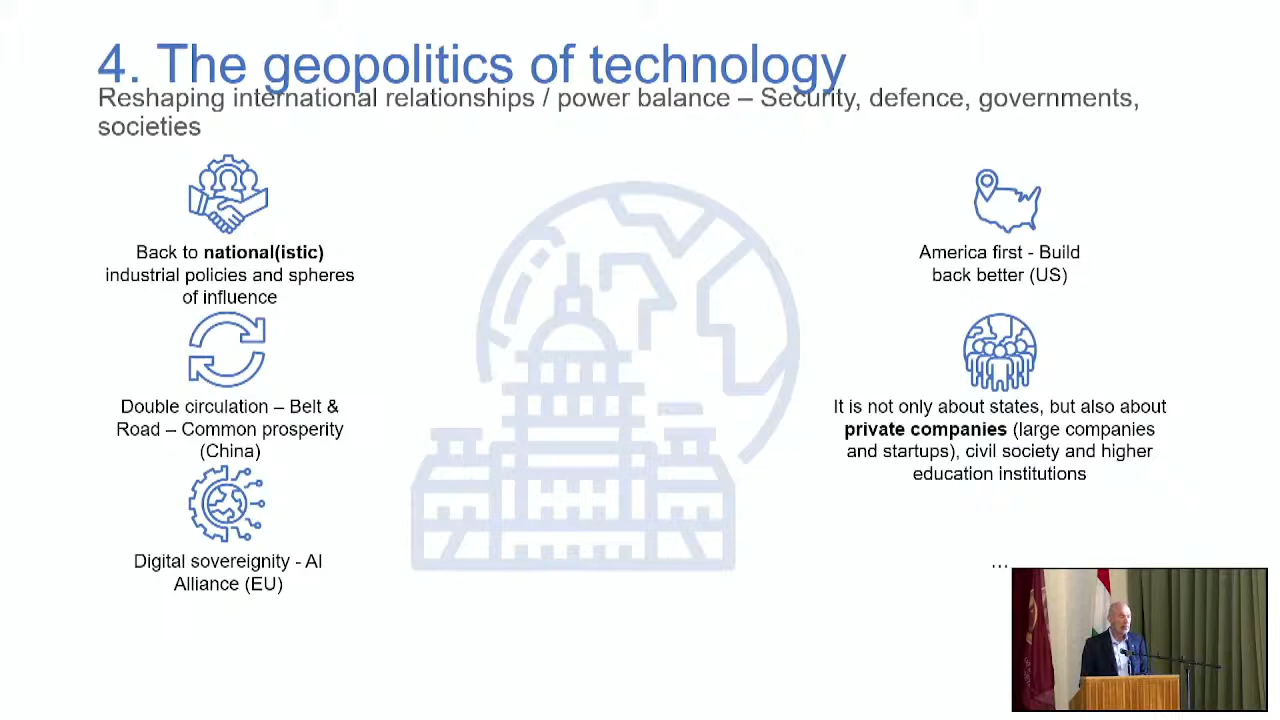 4. The geopolitics of technology
Reshaping international relationships / power balance – Security, defence, governments,
societies
Back to national(istic)
industrial policies and spheres
of influence
America first - Build
back better (US)
Double circulation – Belt &
Road – Common prosperity
(China)
It is not only about states, but also about
private companies (large companies
and startups), civil society and higher
education institutions
Digital sovereignity - AI
Alliance (EU)
...